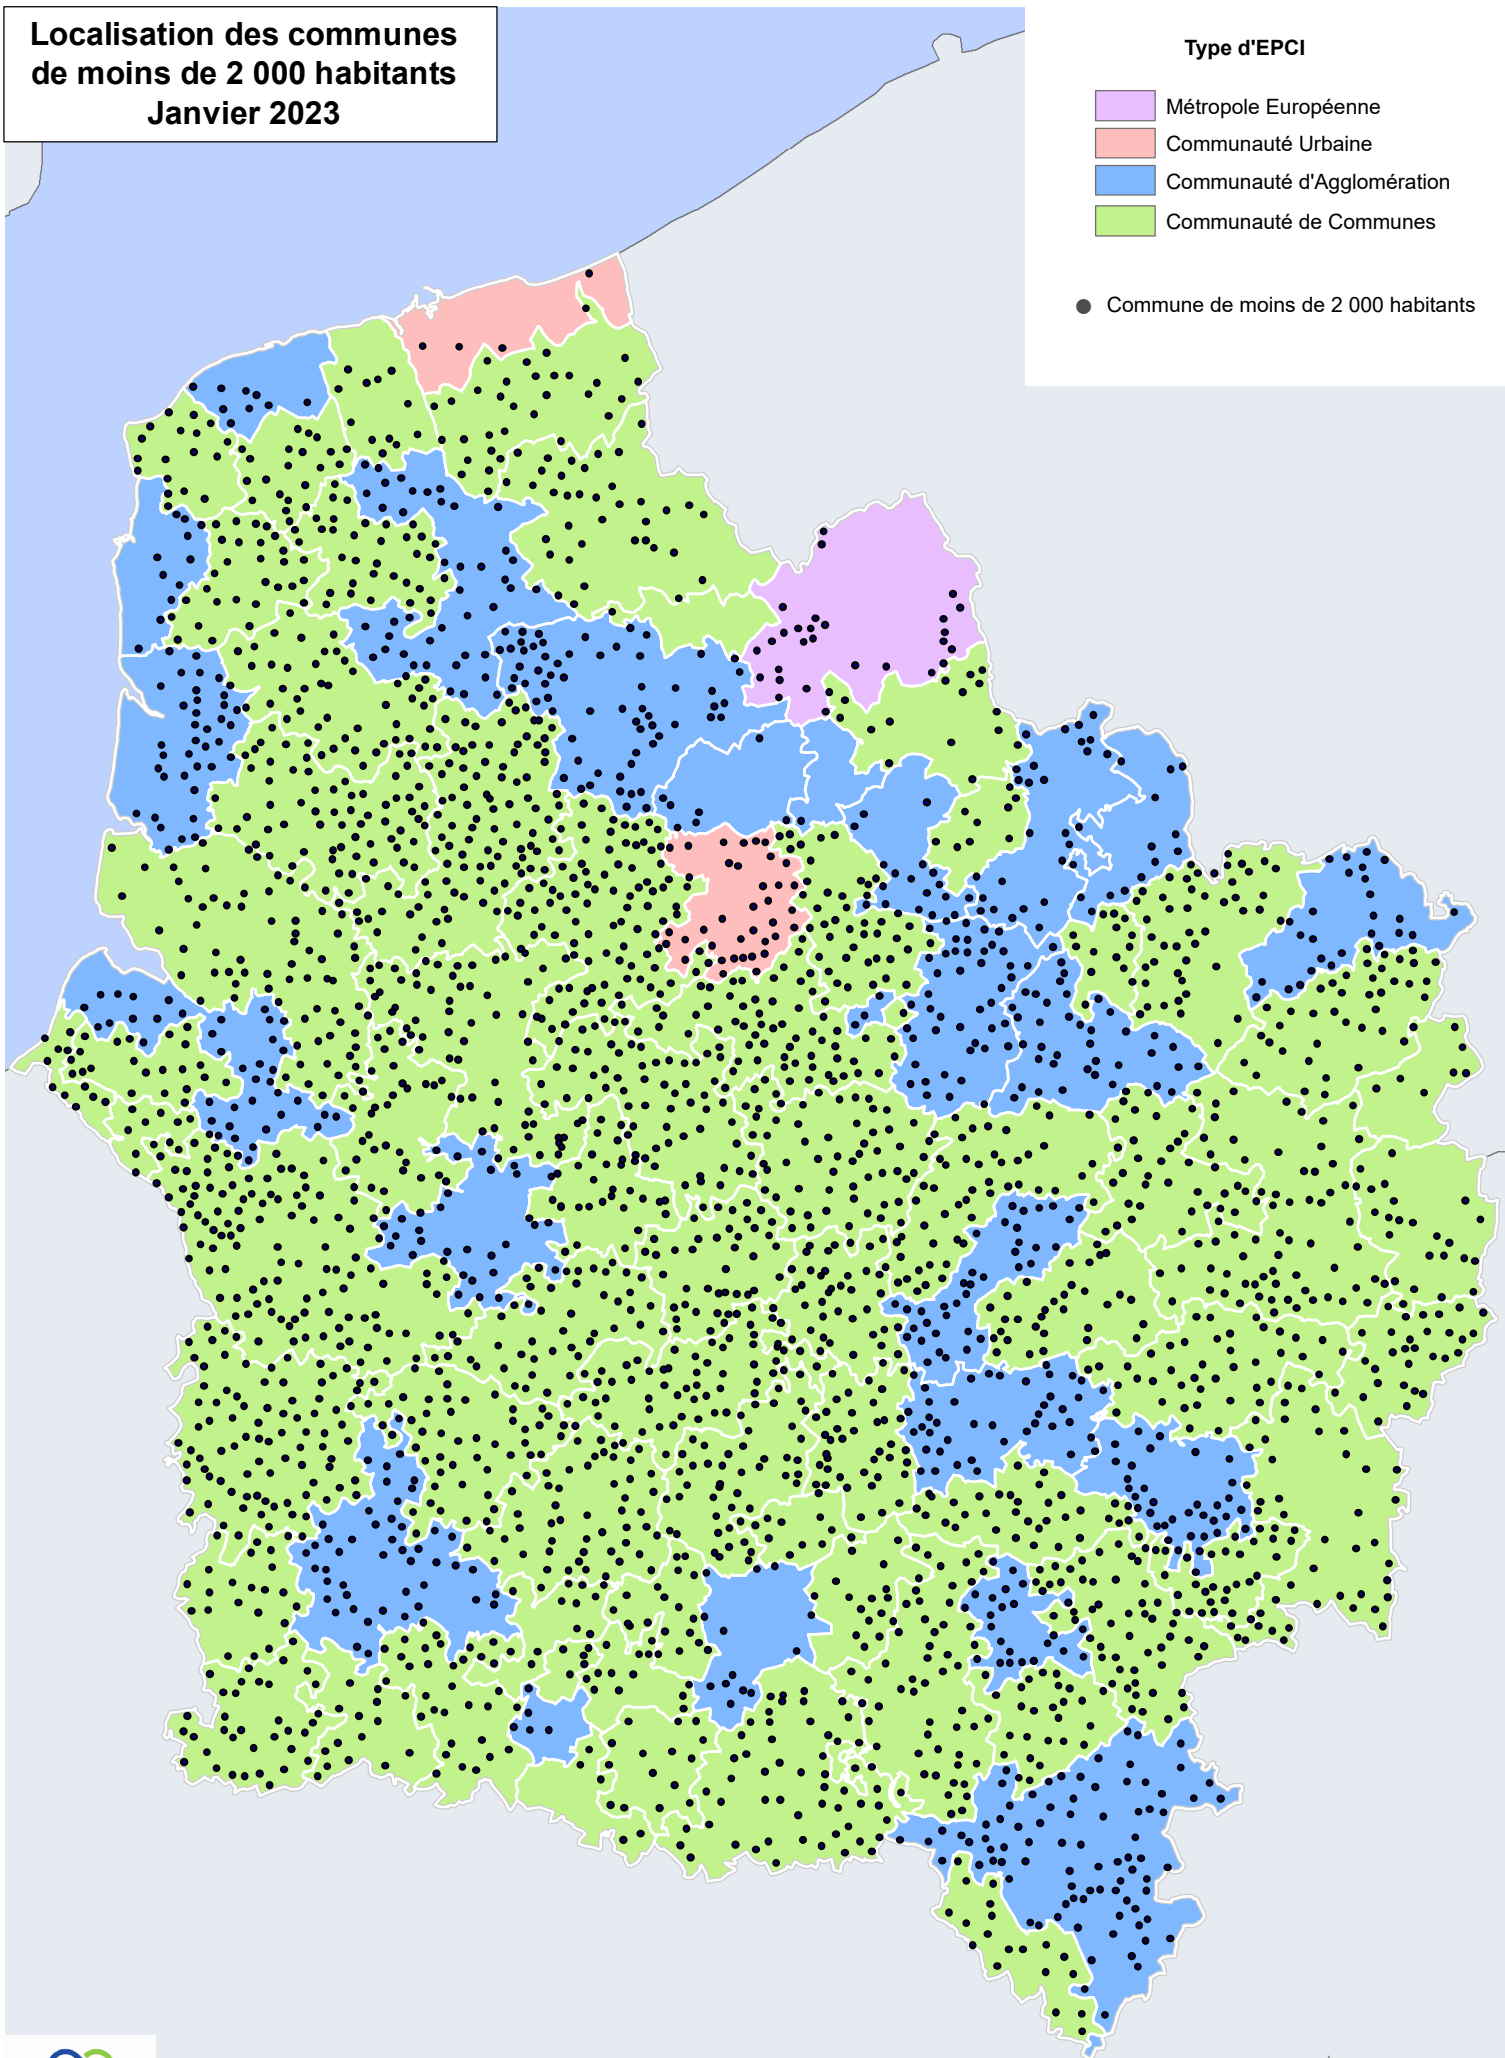 Localisation des communes
de moins de 2 000 habitants
Janvier 2023
Type d'EPCI
Métropole Européenne
Communauté Urbaine
Communauté d'Agglomération
Communauté de Communes
Commune de moins de 2 000 habitants